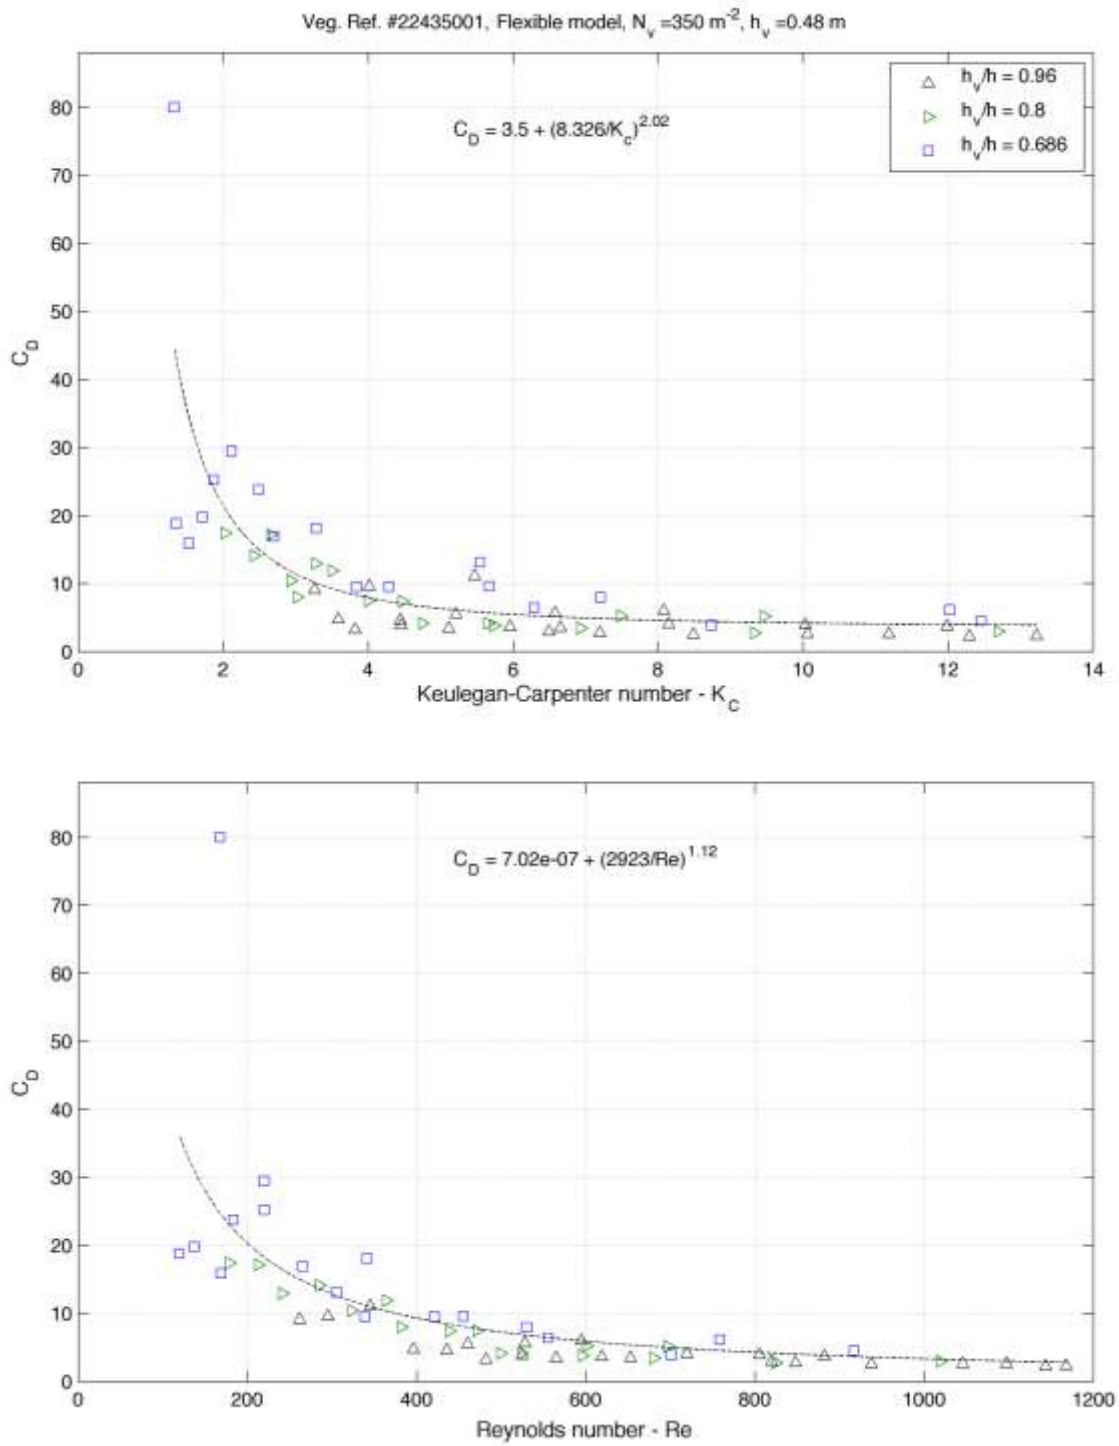 Veg. Ref. #22435001, Flexible model, N_v =350 m^-2, h_v =0.48 m
h_v/h = 0.96
h_v/h = 0.8
h_v/h = 0.686
C_D = 3.5 + (8.326/K_c)^2.02
80
70
60
50
40
30
20
10
0
C_D
0 2 4 6 8 10 12 14
Keulegan-Carpenter number - K_C
C_D = 7.02e-07 + (2923/Re)^1.12
80
70
60
50
40
30
20
10
0
C_D
0 200 400 600 800 1000 1200
Reynolds number - Re